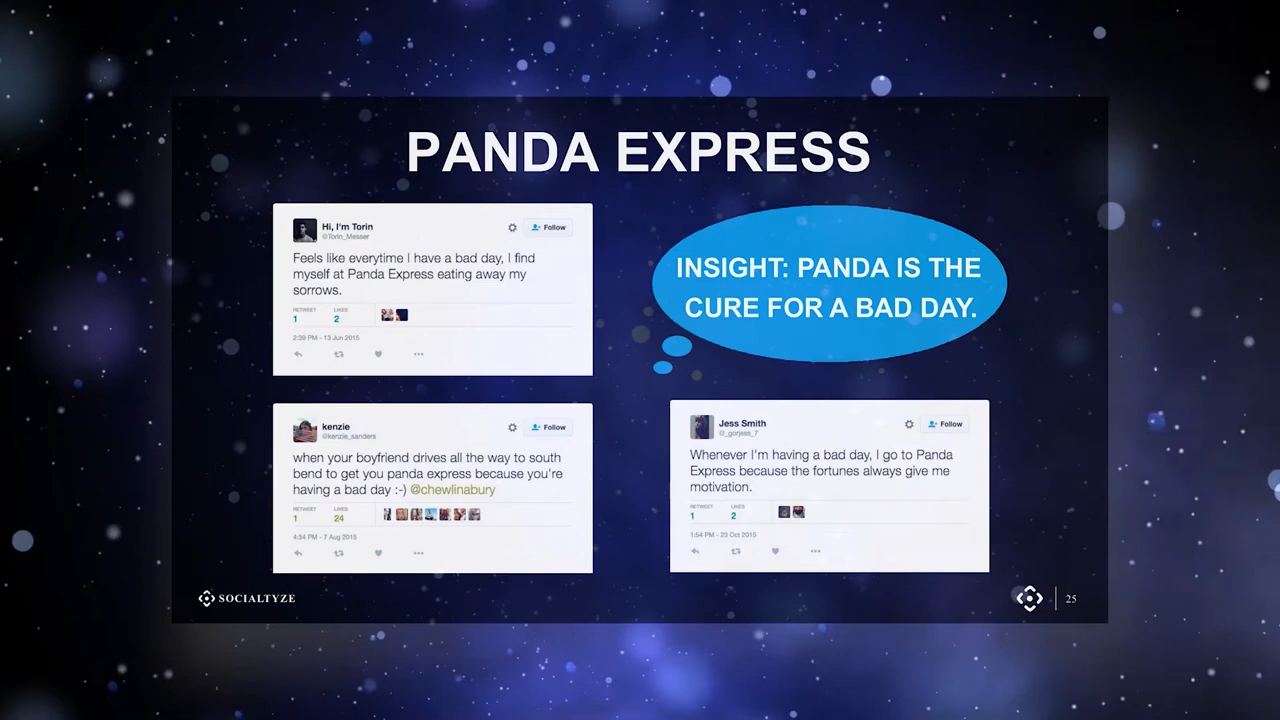 PANDA EXPRESS
Hi, I'm Torin
@Torin_Messer
Follow
Feels like everytime I have a bad day, I find
myself at Panda Express eating away my
sorrows.
RETWEET LIKES
1 2
2:39 PM - 13 Jun 2015
INSIGHT: PANDA IS THE
CURE FOR A BAD DAY.
kenzie
@kenzie_sanders
Follow
when your boyfriend drives all the way to south
bend to get you panda express because you're
having a bad day :-) @chewlinabury
RETWEET LIKES
1 24
4:34 PM - 7 Aug 2015
Jess Smith
@_gorjess_7
Follow
Whenever I'm having a bad day, I go to Panda
Express because the fortunes always give me
motivation.
RETWEET LIKES
1 2
1:54 PM - 23 Oct 2015
SOCIALTYZE
25